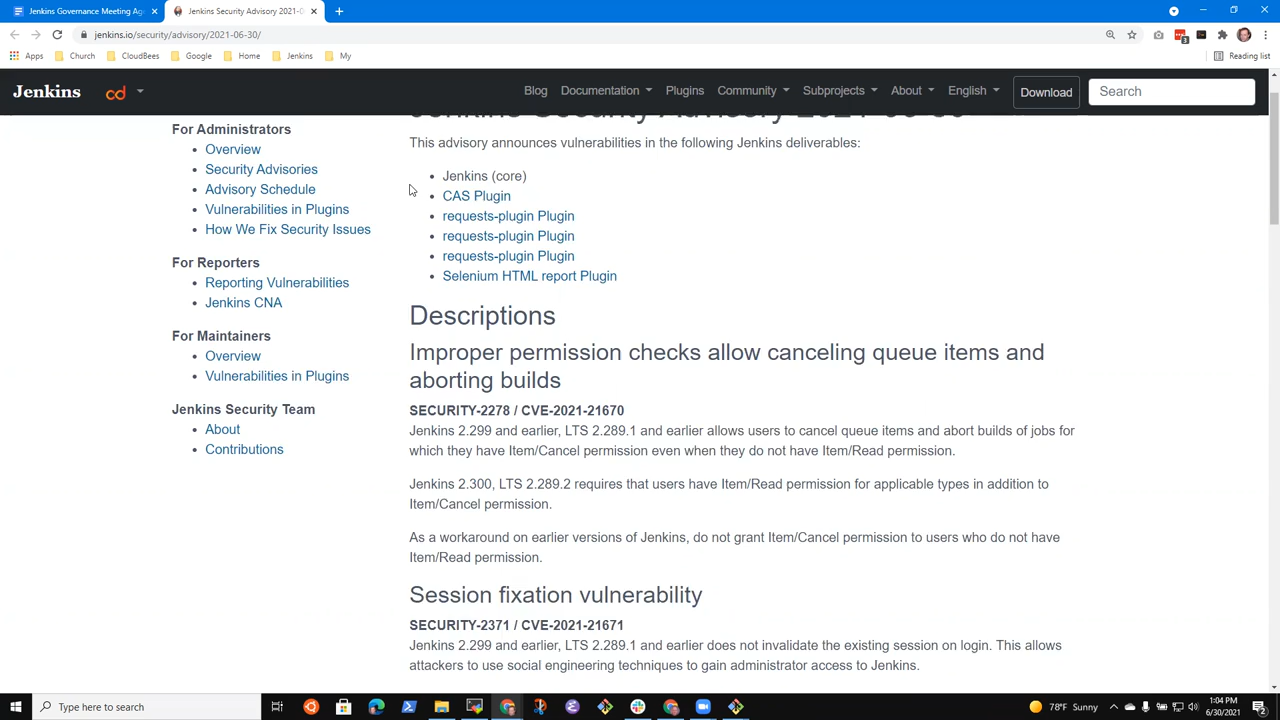 Jenkins Governance Meeting Ag
Jenkins Security Advisory 2021-0
jenkins.io/security/advisory/2021-06-30/
3
Apps
Church
CloudBees
Google
Home
Jenkins
My
Reading list
Jenkins
cd
Blog
Documentation
Plugins
Community
Subprojects
About
English
Download
Search
Jenkins Security Advisory 2021-06-30
This advisory announces vulnerabilities in the following Jenkins deliverables:
Jenkins (core)
CAS Plugin
requests-plugin Plugin
requests-plugin Plugin
requests-plugin Plugin
Selenium HTML report Plugin
For Administrators
Overview
Security Advisories
Advisory Schedule
Vulnerabilities in Plugins
How We Fix Security Issues
For Reporters
Reporting Vulnerabilities
Jenkins CNA
For Maintainers
Overview
Vulnerabilities in Plugins
Jenkins Security Team
About
Contributions
Descriptions
Improper permission checks allow canceling queue items and
aborting builds
SECURITY-2278 / CVE-2021-21670
Jenkins 2.299 and earlier, LTS 2.289.1 and earlier allows users to cancel queue items and abort builds of jobs for
which they have Item/Cancel permission even when they do not have Item/Read permission.
Jenkins 2.300, LTS 2.289.2 requires that users have Item/Read permission for applicable types in addition to
Item/Cancel permission.
As a workaround on earlier versions of Jenkins, do not grant Item/Cancel permission to users who do not have
Item/Read permission.
Session fixation vulnerability
SECURITY-2371 / CVE-2021-21671
Jenkins 2.299 and earlier, LTS 2.289.1 and earlier does not invalidate the existing session on login. This allows
attackers to use social engineering techniques to gain administrator access to Jenkins.
Type here to search
78°F Sunny
1:04 PM
6/30/2021
2